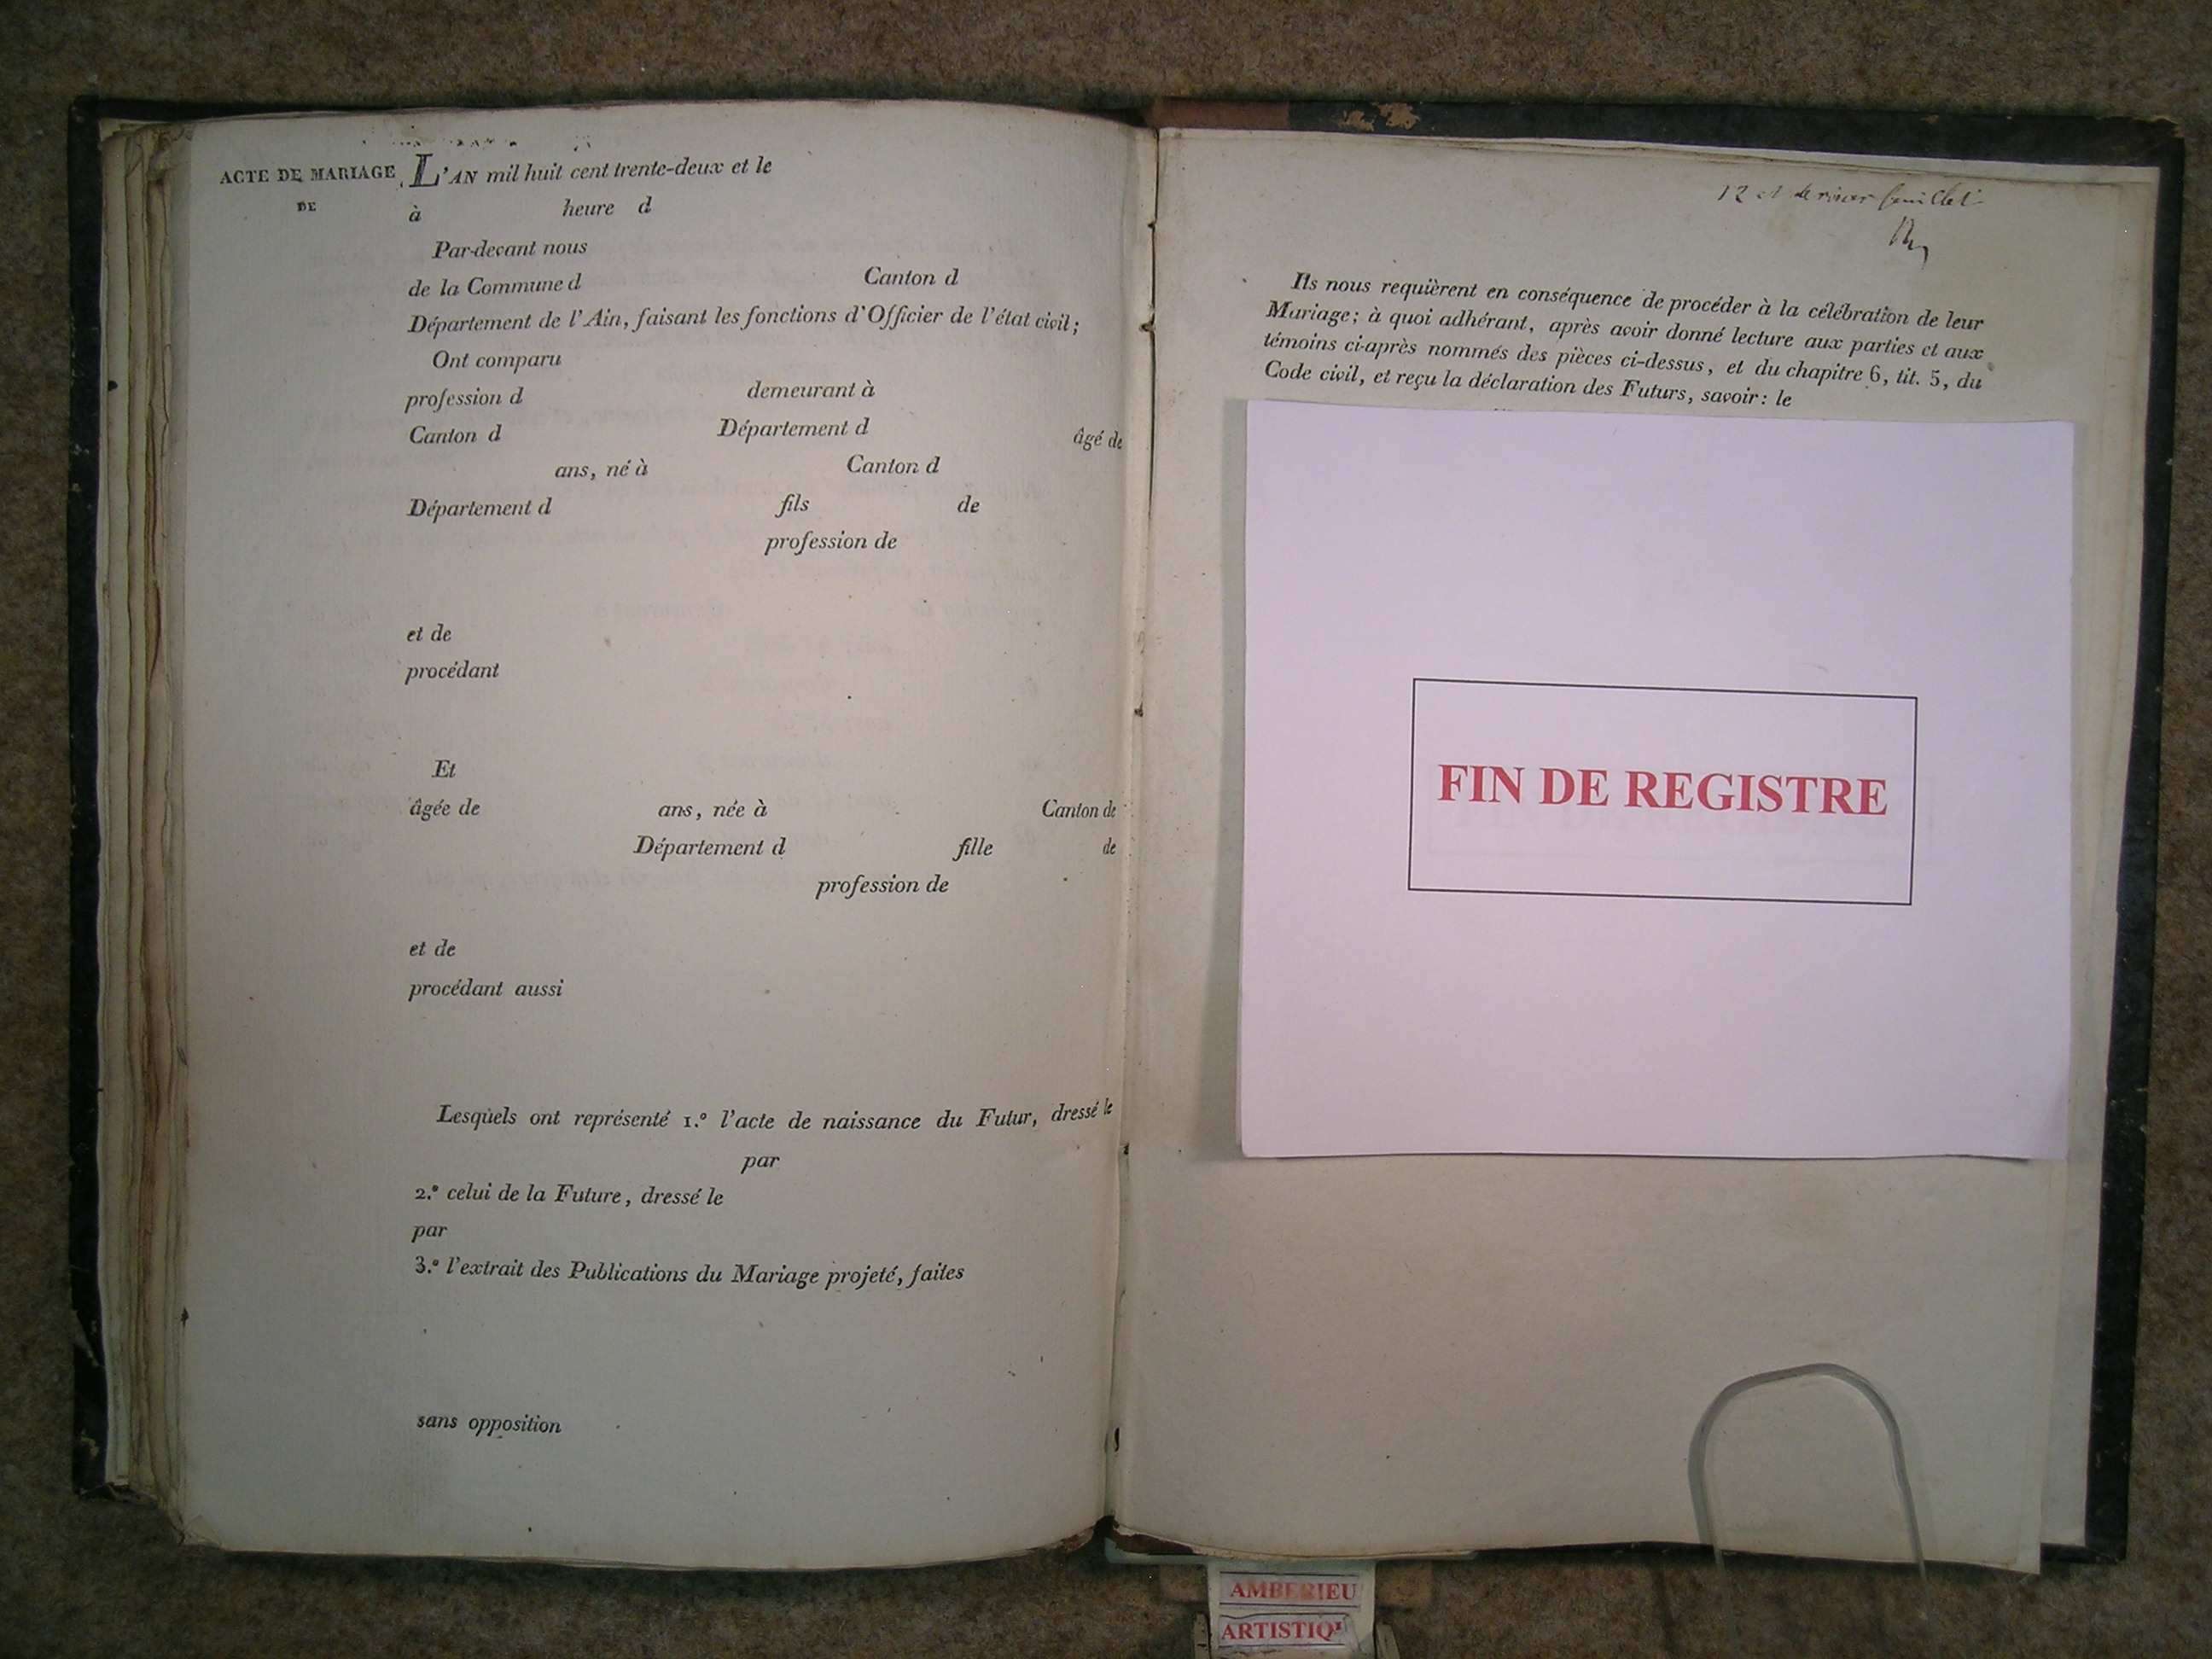 ACTE DE MARIAGE L'AN mil huit cent trente-deux et le
DE
à heure d
Par-devant nous
de la Commune d Canton d
Département de l'Ain, faisant les fonctions d'Officier de l'état civil;
Ont comparu
profession d demeurant à
Canton d Département d âgé de
ans, né à Canton d
Département d fils de
profession de
et de
procédant
Et
âgée de ans, née à Canton de
Département d fille de
profession de
et de
procédant aussi
Lesquels ont représenté 1.º l'acte de naissance du Futur, dressé le
par
2.º celui de la Future, dressé le
par
3.º l'extrait des Publications du Mariage projeté, faites
sans opposition
12 et dernier feuillet
Ils nous requièrent en conséquence de procéder à la célébration de leur
Mariage; à quoi adhérant, après avoir donné lecture aux parties et aux
témoins ci-après nommés des pièces ci-dessus, et du chapitre 6, tit. 5, du
Code civil, et reçu la déclaration des Futurs, savoir: le
FIN DE REGISTRE
AMBERIEU
ARTISTIQ